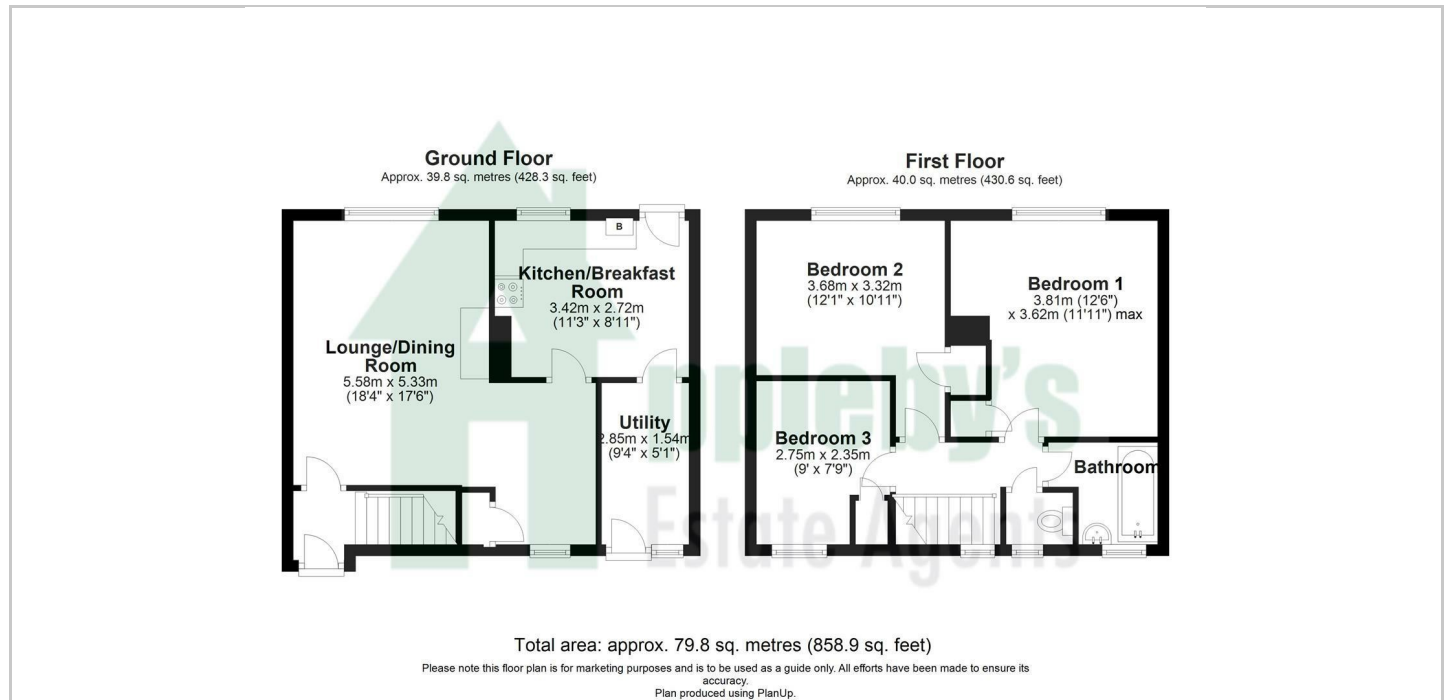 Ground Floor
Approx. 39.8 sq. metres (428.3 sq. feet)
B
Kitchen/Breakfast
Room
3.42m x 2.72m
(11'3" x 8'11")
Lounge/Dining
Room
5.58m x 5.33m
(18'4" x 17'6")
Utility
2.85m x 1.54m
(9'4" x 5'1")
First Floor
Approx. 40.0 sq. metres (430.6 sq. feet)
Bedroom 2
3.68m x 3.32m
(12'1" x 10'11")
Bedroom 1
3.81m (12'6")
x 3.62m (11'11") max
Bedroom 3
2.75m x 2.35m
(9' x 7'9")
Bathroom
Appleby's
Estate Agents
Total area: approx. 79.8 sq. metres (858.9 sq. feet)
Please note this floor plan is for marketing purposes and is to be used as a guide only. All efforts have been made to ensure its
accuracy.
Plan produced using PlanUp.